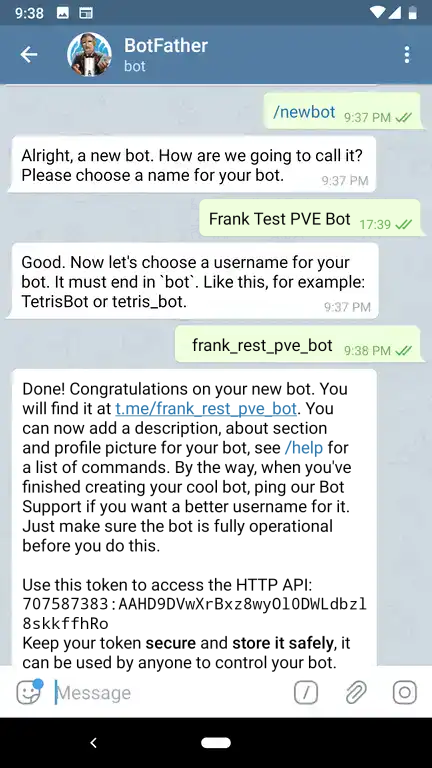 9:38
BotFather
bot
/newbot 9:37 PM
Alright, a new bot. How are we going to call it?
Please choose a name for your bot.
9:37 PM
Frank Test PVE Bot 17:39
Good. Now let's choose a username for your
bot. It must end in `bot`. Like this, for example:
TetrisBot or tetris_bot.
9:37 PM
frank_rest_pve_bot 9:38 PM
Done! Congratulations on your new bot. You
will find it at t.me/frank_rest_pve_bot. You
can now add a description, about section
and profile picture for your bot, see /help for
a list of commands. By the way, when you've
finished creating your cool bot, ping our Bot
Support if you want a better username for it.
Just make sure the bot is fully operational
before you do this.
Use this token to access the HTTP API:
707587383:AAHD9DVwXrBxz8wyOl0DWLdbzl
8skkffhRo
Keep your token secure and store it safely, it
can be used by anyone to control your bot.
Message